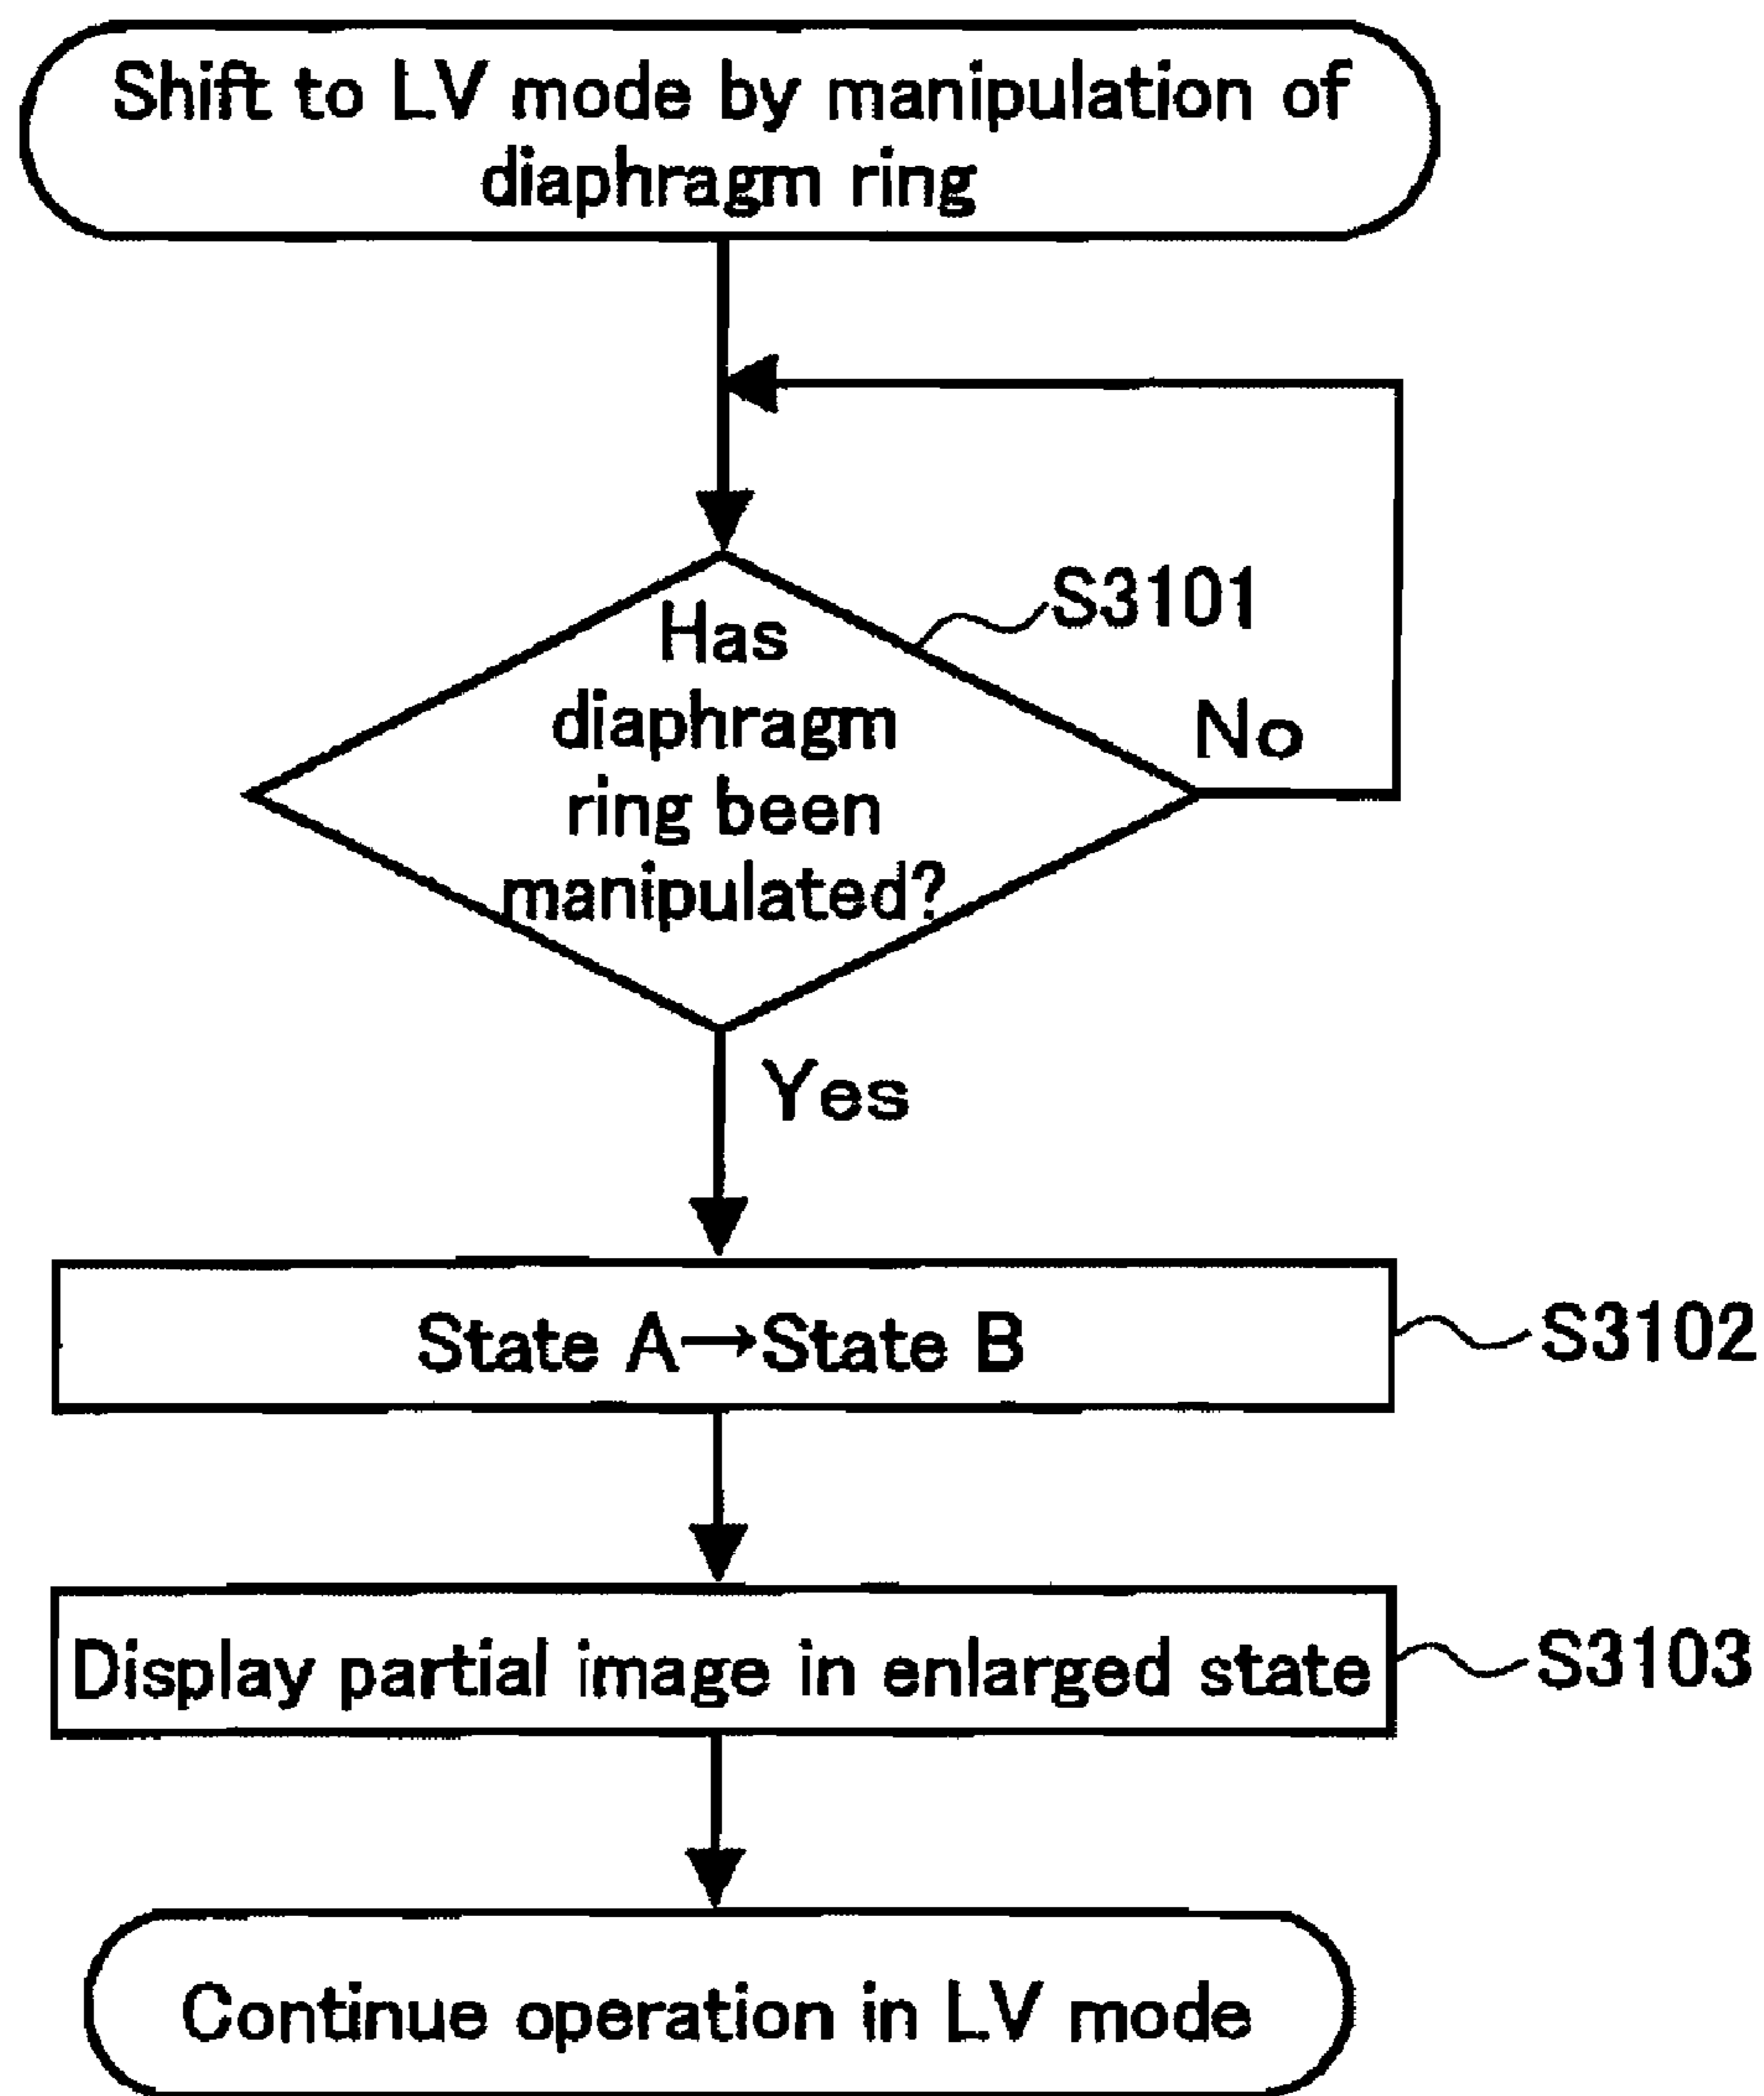 Shift to LV mode by manipulation of
diaphragm ring
S3101
Has
diaphragm
ring been
manipulated?
No
Yes
State A→State B
S3102
Display partial image in enlarged state
S3103
Continue operation in LV mode